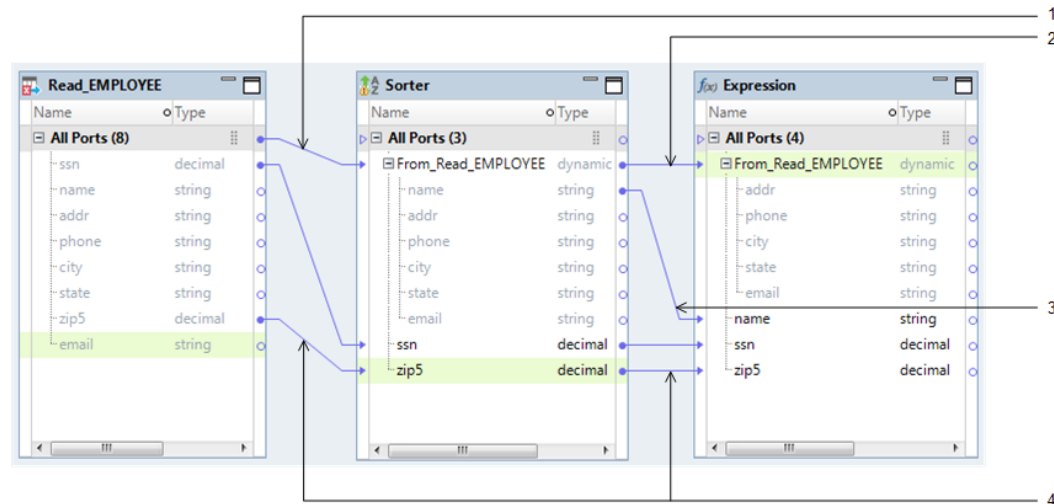 1
2
Read_EMPLOYEE
Name Type
All Ports (8)
ssn decimal
name string
addr string
phone string
city string
state string
zip5 decimal
email string
Sorter
Name Type
All Ports (3)
From_Read_EMPLOYEE dynamic
name string
addr string
phone string
city string
state string
email string
ssn decimal
zip5 decimal
f(x) Expression
Name Type
All Ports (4)
From_Read_EMPLOYEE dynamic
addr string
phone string
city string
state string
email string
name string
ssn decimal
zip5 decimal
3
4